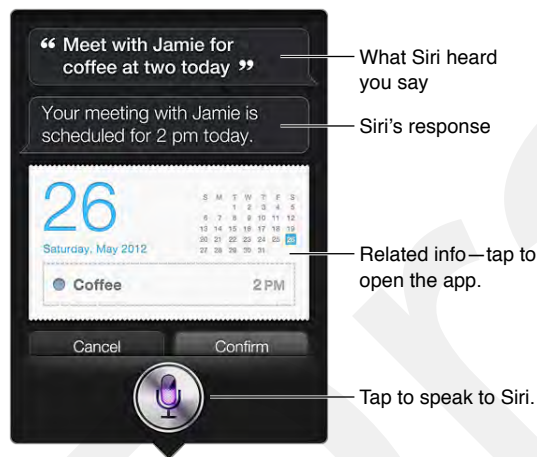 “ Meet with Jamie for
coffee at two today ”
What Siri heard
you say
Your meeting with Jamie is
scheduled for 2 pm today.
Siri’s response
26
Saturday, May 2012
S M T W T F S
1 2 3 4 5
6 7 8 9 10 11 12
13 14 15 16 17 18 19
20 21 22 23 24 25 26
27 28 29 30 31
Related info—tap to
open the app.
Coffee 2 PM
Cancel Confirm
Tap to speak to Siri.